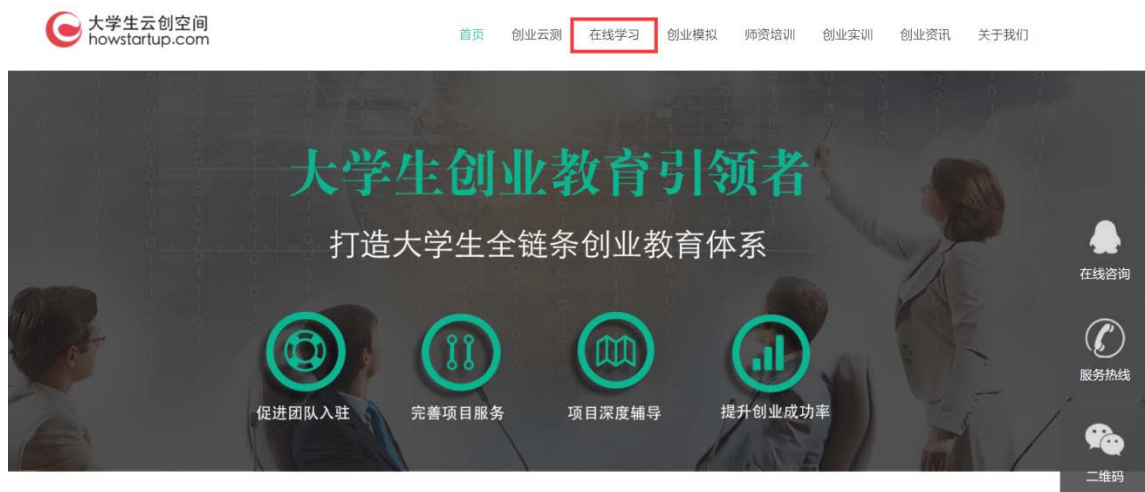 大学生云创空间
howstartup.com
首页 创业云测 在线学习 创业模拟 师资培训 创业实训 创业资讯 关于我们
大学生创业教育引领者
打造大学生全链条创业教育体系
促进团队入驻 完善项目服务 项目深度辅导 提升创业成功率
在线咨询
服务热线
二维码